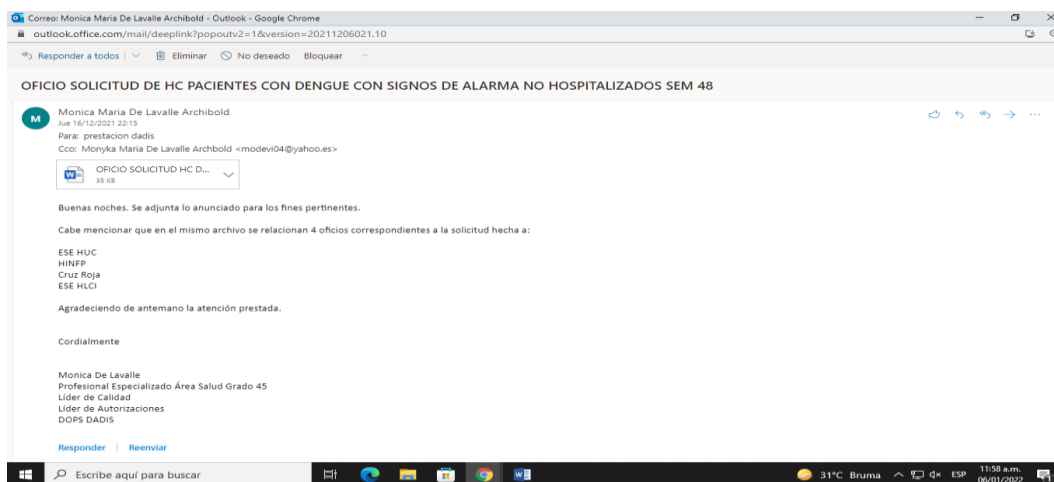 Correo: Monica Maria De Lavalle Archibold - Outlook - Google Chrome
outlook.office.com/mail/deeplink?popoutv2=1&version=20211206021.10
Responder a todos Eliminar No deseado Bloquear ...
OFICIO SOLICITUD DE HC PACIENTES CON DENGUE CON SIGNOS DE ALARMA NO HOSPITALIZADOS SEM 48
M
Monica Maria De Lavalle Archibold
Jue 16/12/2021 22:15
Para: prestacion dadis
Cco: Monyka Maria De Lavalle Archbold <modevi04@yahoo.es>
OFICIO SOLICITUD HC D...
35 KB
Buenas noches. Se adjunta lo anunciado para los fines pertinentes.
Cabe mencionar que en el mismo archivo se relacionan 4 oficios correspondientes a la solicitud hecha a:
ESE HUC
HINFP
Cruz Roja
ESE HLCI
Agradeciendo de antemano la atención prestada.
Cordialmente
Monica De Lavalle
Profesional Especializado Área Salud Grado 45
Líder de Calidad
Líder de Autorizaciones
DOPS DADIS
Responder Reenviar
Escribe aquí para buscar
31°C Bruma ESP 11:58 a.m.
06/01/2022